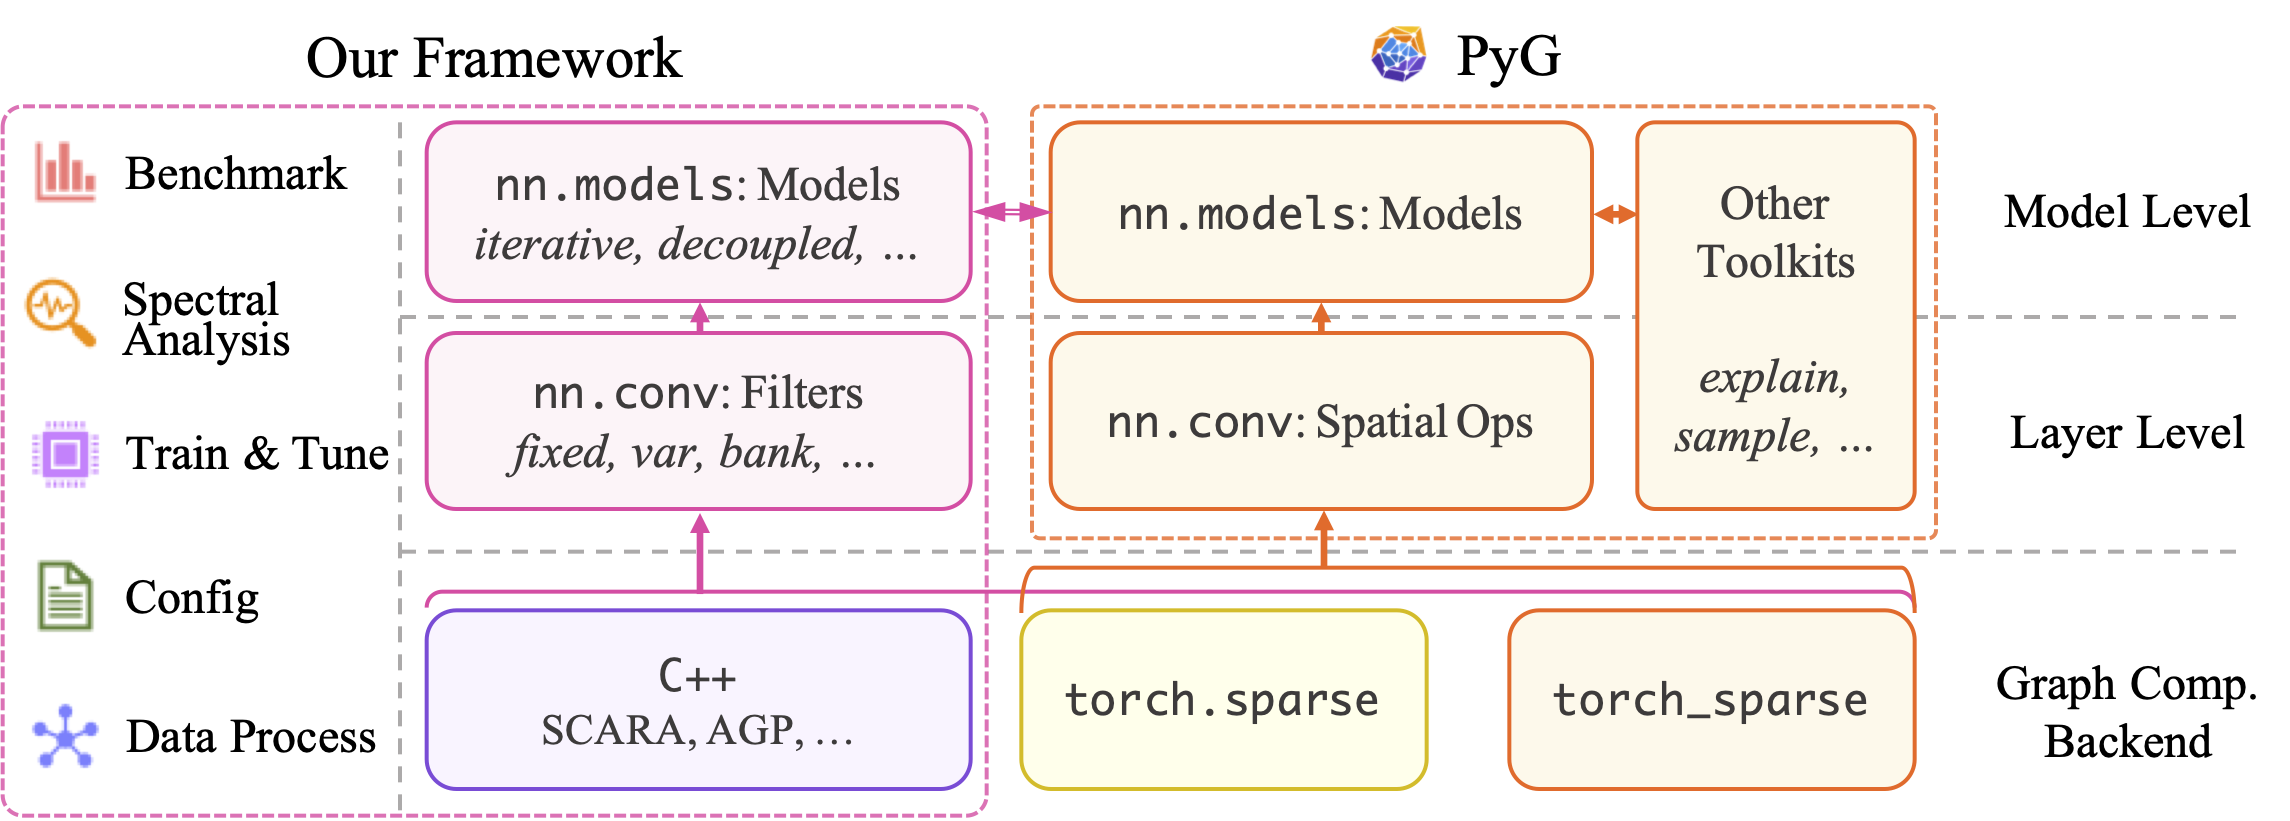 Our Framework
PyG
Benchmark
Spectral
Analysis
Train & Tune
Config
Data Process
nn.models: Models
iterative, decoupled, ...
nn.conv: Filters
fixed, var, bank, ...
C++
SCARA, AGP, ...
nn.models: Models
nn.conv: Spatial Ops
Other
Toolkits
explain,
sample, ...
torch.sparse
torch_sparse
Model Level
Layer Level
Graph Comp.
Backend